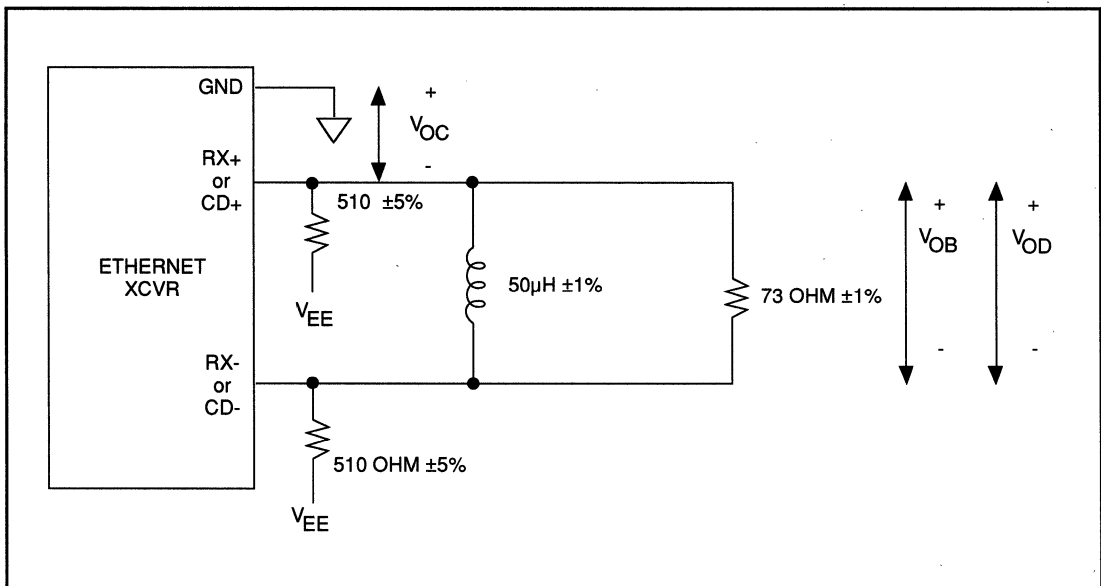 GND
+
VOC
-
RX+
or
CD+
510 ±5%
VEE
ETHERNET
XCVR
50µH ±1%
73 OHM ±1%
+
VOB
-
+
VOD
-
RX-
or
CD-
510 OHM ±5%
VEE